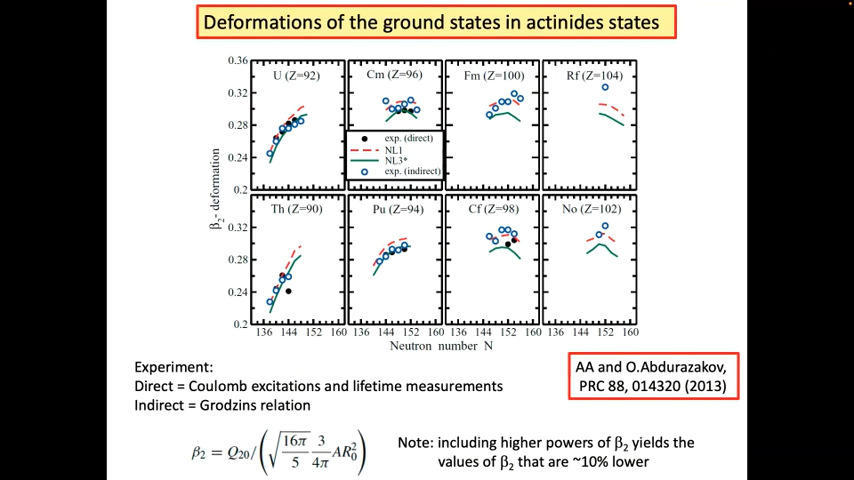 Deformations of the ground states in actinides states
0.36
0.32
0.28
0.24
0.2
U (Z=92)
Cm (Z=96)
Fm (Z=100)
Rf (Z=104)
exp. (direct)
NL1
NL3*
exp. (indirect)
β₂- deformation
0.32
0.28
0.24
0.2
Th (Z=90)
Pu (Z=94)
Cf (Z=98)
No (Z=102)
136 144 152 160 136 144 152 160 136 144 152 160 136 144 152 160
Neutron number N
Experiment:
Direct = Coulomb excitations and lifetime measurements
Indirect = Grodzins relation
AA and O.Abdurazakov,
PRC 88, 014320 (2013)
β₂ = Q₂₀/(√(16π/5) 3/4π AR₀²)
Note: including higher powers of β₂ yields the
values of β₂ that are ~10% lower